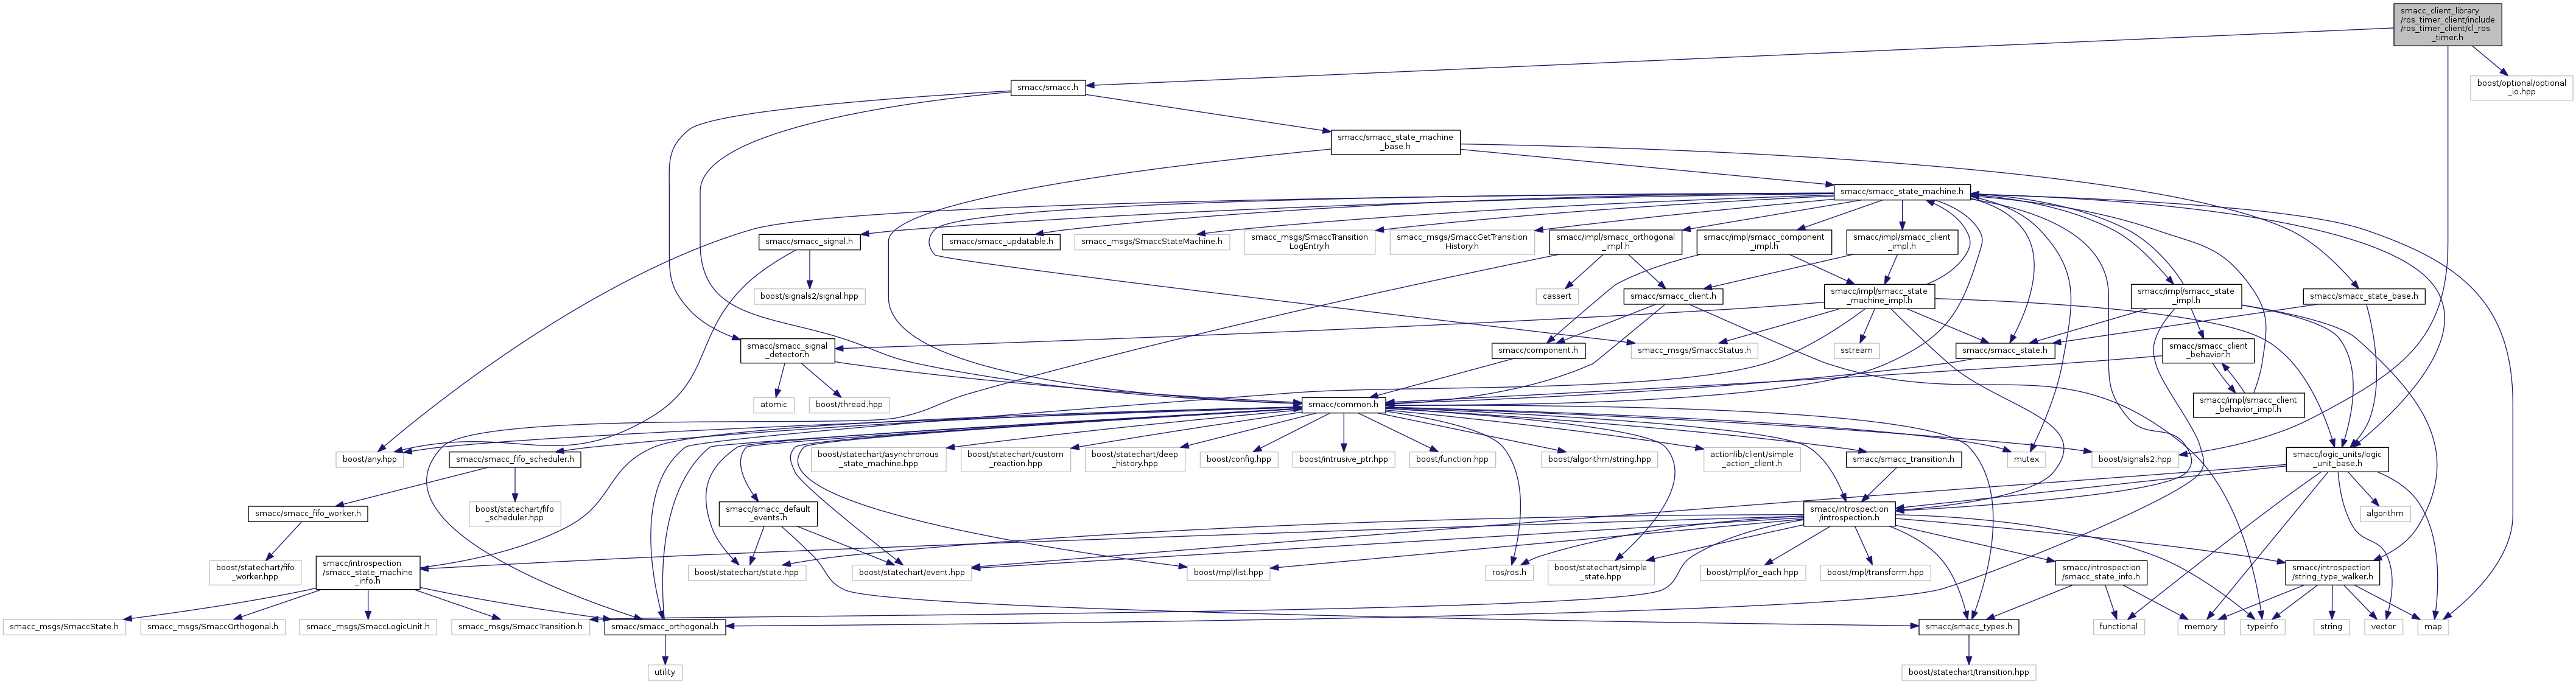 smacc_client_library
/ros_timer_client/include
/ros_timer_client/cl_ros
_timer.h
smacc/smacc.h
boost/optional/optional
_io.hpp
smacc/smacc_state_machine
_base.h
smacc/smacc_state_machine.h
smacc/smacc_signal.h
smacc/smacc_updatable.h
smacc_msgs/SmaccStateMachine.h
smacc_msgs/SmaccTransition
LogEntry.h
smacc_msgs/SmaccGetTransition
History.h
smacc/impl/smacc_orthogonal
_impl.h
smacc/impl/smacc_component
_impl.h
smacc/impl/smacc_client
_impl.h
boost/signals2/signal.hpp
cassert
smacc/smacc_client.h
smacc/impl/smacc_state
_machine_impl.h
smacc/impl/smacc_state
_impl.h
smacc/smacc_state_base.h
smacc/smacc_signal
_detector.h
smacc/component.h
smacc_msgs/SmaccStatus.h
sstream
smacc/smacc_state.h
smacc/smacc_client
_behavior.h
atomic
boost/thread.hpp
smacc/common.h
smacc/impl/smacc_client
_behavior_impl.h
boost/any.hpp
smacc/smacc_fifo_scheduler.h
boost/statechart/asynchronous
_state_machine.hpp
boost/statechart/custom
_reaction.hpp
boost/statechart/deep
_history.hpp
boost/config.hpp
boost/intrusive_ptr.hpp
boost/function.hpp
boost/algorithm/string.hpp
actionlib/client/simple
_action_client.h
smacc/smacc_transition.h
mutex
boost/signals2.hpp
smacc/logic_units/logic
_unit_base.h
smacc/smacc_fifo_worker.h
boost/statechart/fifo
_scheduler.hpp
smacc/smacc_default
_events.h
smacc/introspection
/introspection.h
algorithm
boost/statechart/fifo
_worker.hpp
smacc/introspection
/smacc_state_machine
_info.h
boost/statechart/state.hpp
boost/statechart/event.hpp
boost/mpl/list.hpp
ros/ros.h
boost/statechart/simple
_state.hpp
boost/mpl/for_each.hpp
boost/mpl/transform.hpp
smacc/introspection
/smacc_state_info.h
smacc/introspection
/string_type_walker.h
smacc_msgs/SmaccState.h
smacc_msgs/SmaccOrthogonal.h
smacc_msgs/SmaccLogicUnit.h
smacc_msgs/SmaccTransition.h
smacc/smacc_orthogonal.h
smacc/smacc_types.h
functional
memory
typeinfo
string
vector
map
utility
boost/statechart/transition.hpp